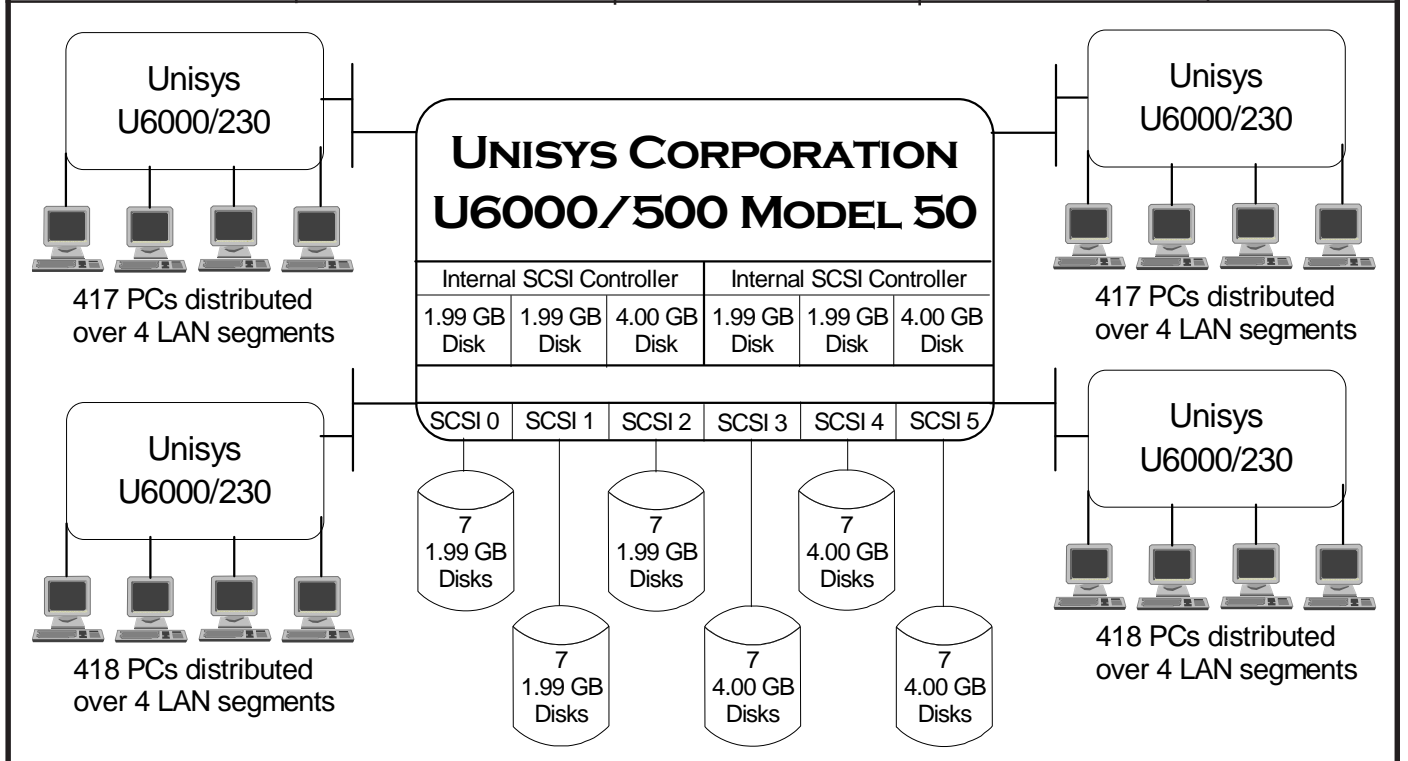 Unisys
U6000/230
417 PCs distributed
over 4 LAN segments
Unisys
U6000/230
418 PCs distributed
over 4 LAN segments
UNISYS CORPORATION
U6000/500 MODEL 50
Internal SCSI Controller
Internal SCSI Controller
1.99 GB Disk
1.99 GB Disk
4.00 GB Disk
1.99 GB Disk
1.99 GB Disk
4.00 GB Disk
SCSI 0
SCSI 1
SCSI 2
SCSI 3
SCSI 4
SCSI 5
7
1.99 GB
Disks
7
1.99 GB
Disks
7
1.99 GB
Disks
7
4.00 GB
Disks
7
4.00 GB
Disks
7
4.00 GB
Disks
Unisys
U6000/230
417 PCs distributed
over 4 LAN segments
Unisys
U6000/230
418 PCs distributed
over 4 LAN segments